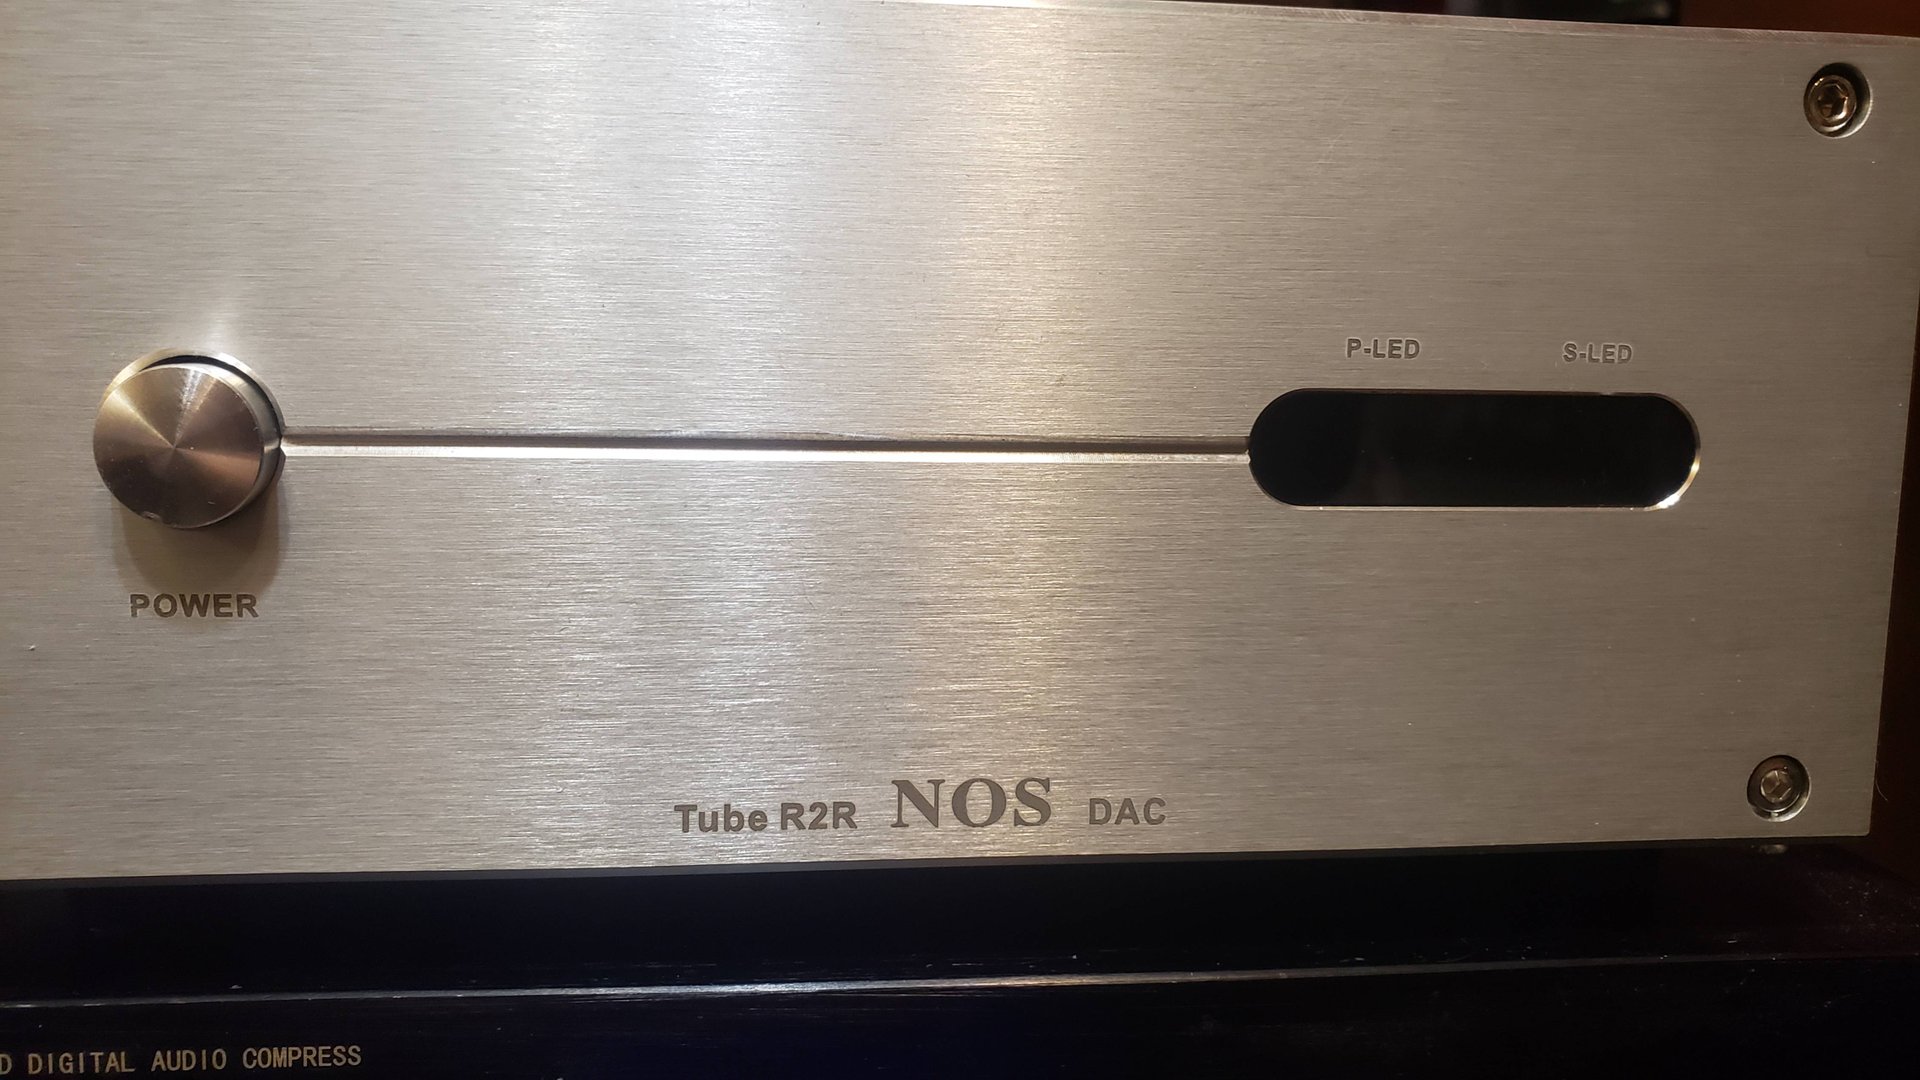 P-LED S-LED
POWER
Tube R2R NOS DAC
D DIGITAL AUDIO COMPRESS